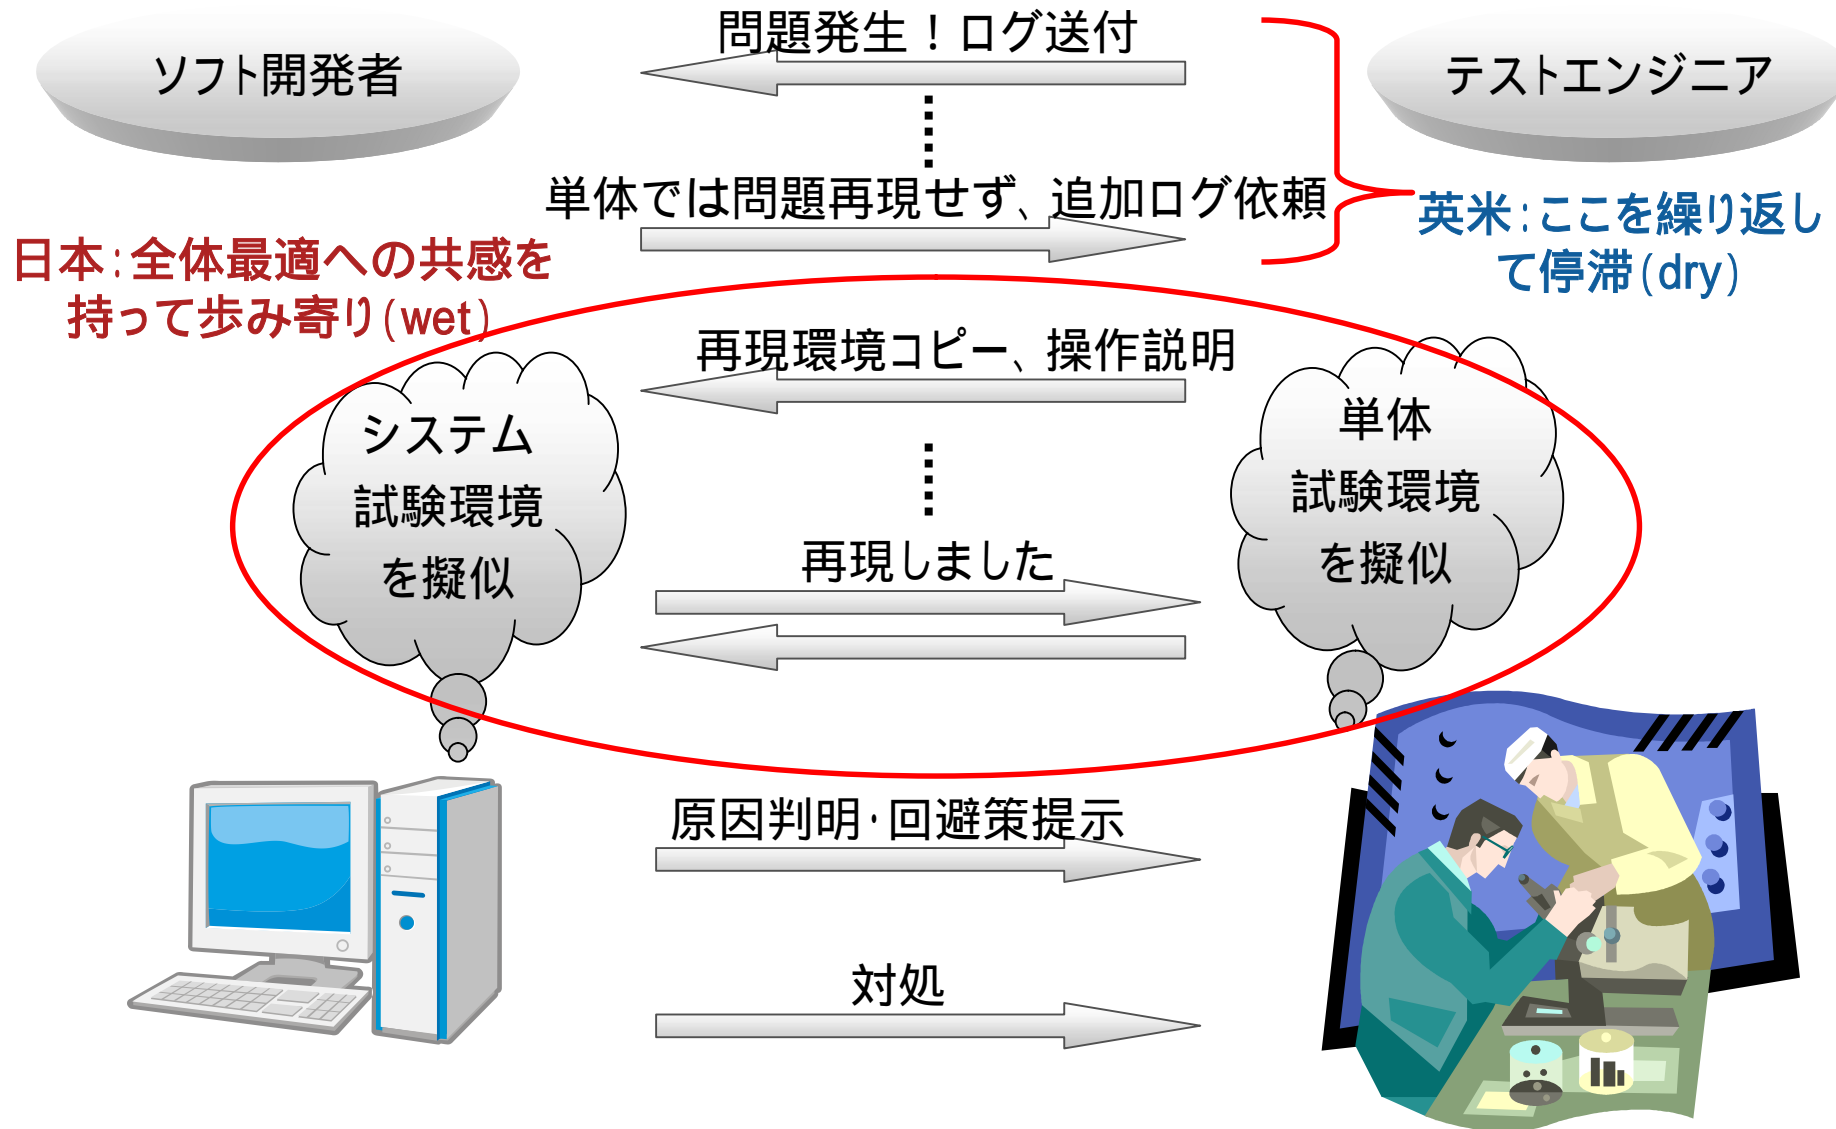 問題発生！ログ送付
ソフト開発者
テストエンジニア
単体では問題再現せず、追加ログ依頼
英米：ここを繰り返し
て停滞(dry)
日本：全体最適への共感を
持って歩み寄り(wet)
再現環境コピー、操作説明
システム
試験環境
を擬似
単体
試験環境
を擬似
再現しました
原因判明・回避策提示
対処